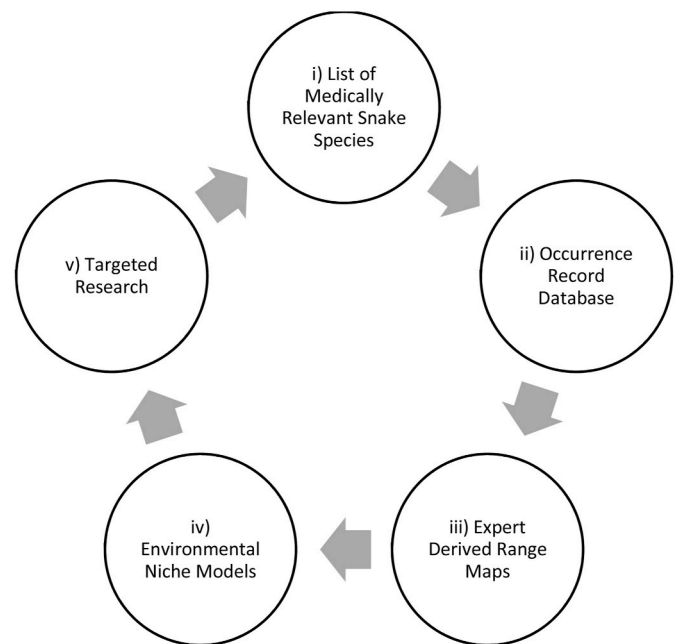 i) List of
Medically
Relevant Snake
Species
ii) Occurrence
Record
Database
iii) Expert
Derived Range
Maps
iv)
Environmental
Niche Models
v) Targeted
Research